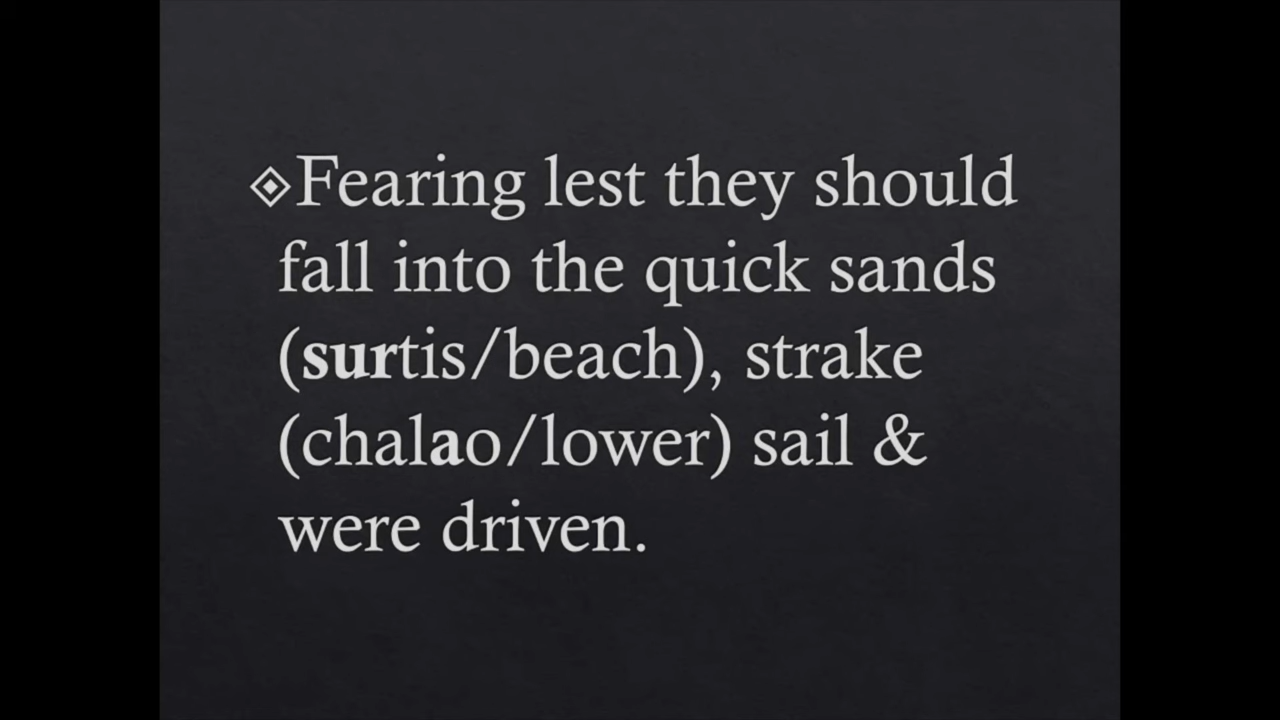 Fearing lest they should
fall into the quick sands
(surtis/beach), strake
(chalao/lower) sail &
were driven.